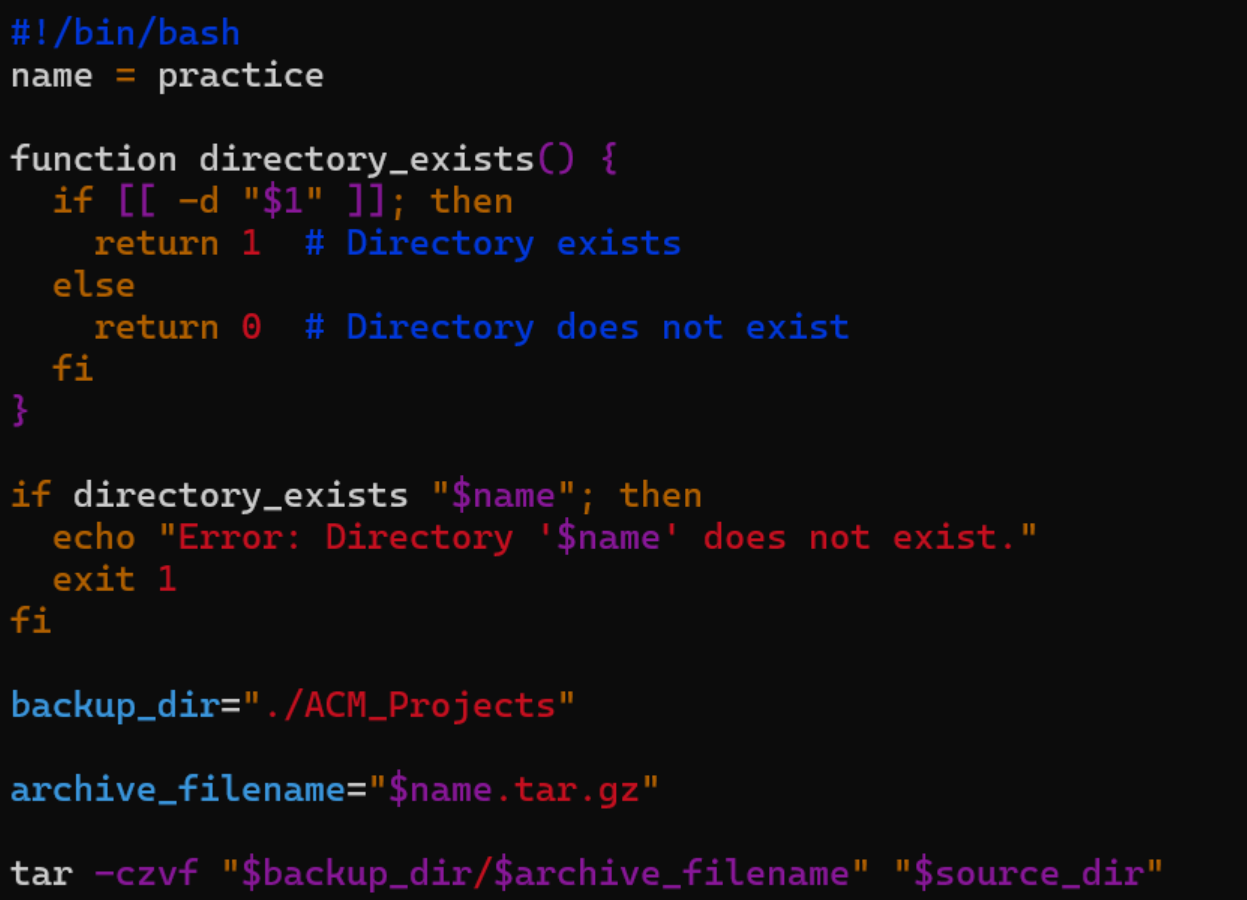 #!/bin/bash
name = practice
function directory_exists() {
  if [[ -d "$1" ]]; then
    return 1  # Directory exists
  else
    return 0  # Directory does not exist
  fi
}
if directory_exists "$name"; then
  echo "Error: Directory '$name' does not exist."
  exit 1
fi
backup_dir="./ACM_Projects"
archive_filename="$name.tar.gz"
tar -czvf "$backup_dir/$archive_filename" "$source_dir"